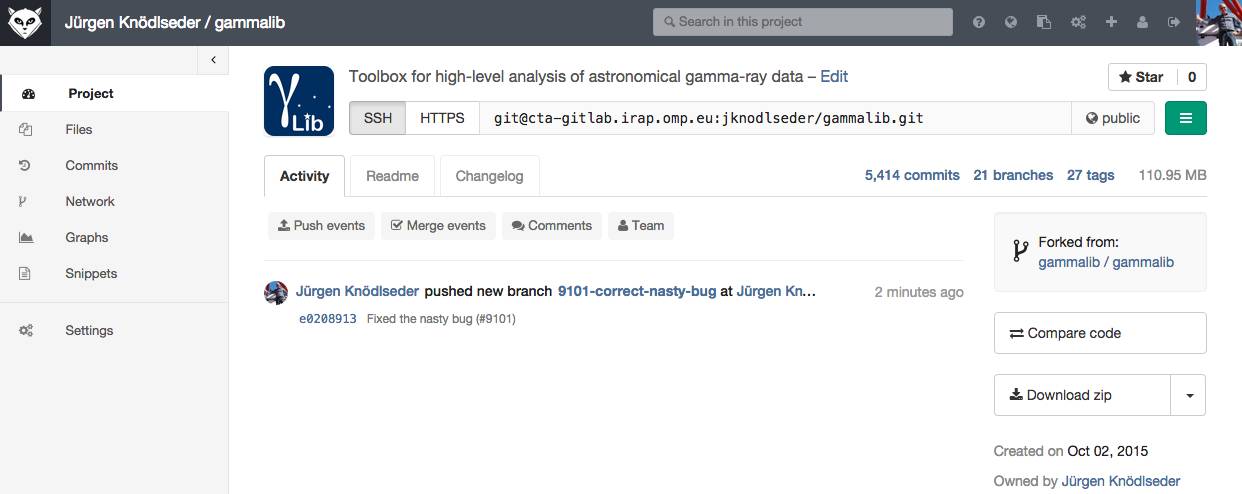 Jürgen Knödlseder / gammalib
Search in this project
Project
Files
Commits
Network
Graphs
Snippets
Settings
γLib
Toolbox for high-level analysis of astronomical gamma-ray data – Edit
Star 0
SSH HTTPS git@cta-gitlab.irap.omp.eu:jknodlseder/gammalib.git public
Activity Readme Changelog
5,414 commits 21 branches 27 tags 110.95 MB
Push events Merge events Comments Team
Jürgen Knödlseder pushed new branch 9101-correct-nasty-bug at Jürgen Kn... 2 minutes ago
e0208913 Fixed the nasty bug (#9101)
Forked from:
gammalib / gammalib
Compare code
Download zip
Created on Oct 02, 2015
Owned by Jürgen Knödlseder